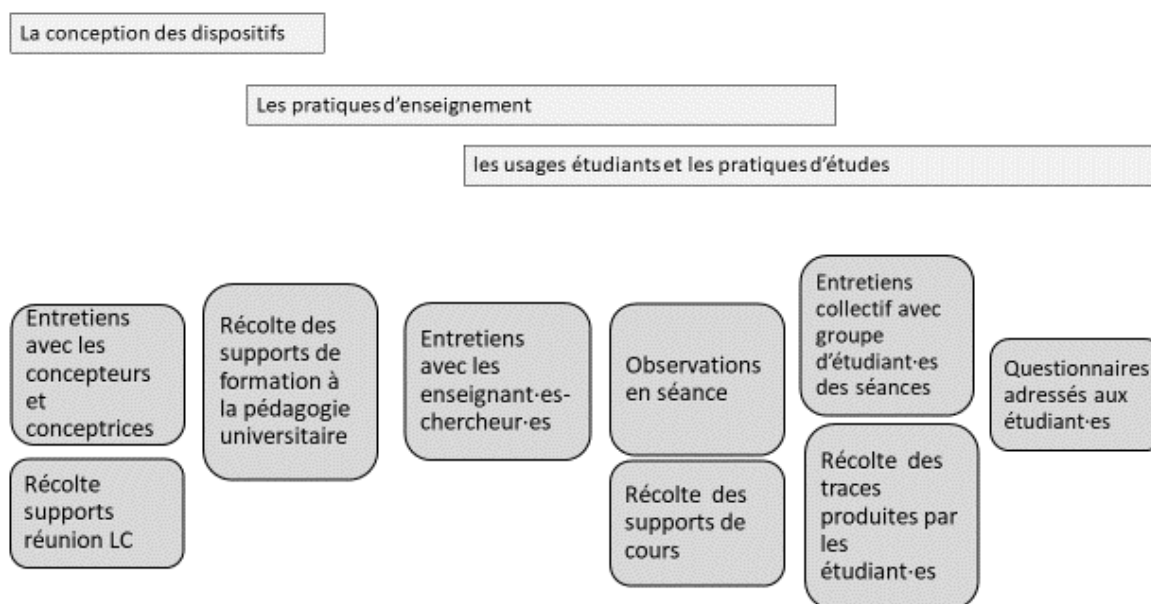 La conception des dispositifs
Les pratiques d'enseignement
les usages étudiants et les pratiques d'études
Entretiens
avec les
concepteurs
et
conceptrices
Récolte
supports
réunion LC
Récolte des
supports de
formation à
la pédagogie
universitaire
Entretiens
avec les
enseignant·es-
chercheur·es
Observations
en séance
Récolte des
supports de
cours
Entretiens
collectif avec
groupe
d'étudiant·es
des séances
Récolte des
traces
produites par
les
étudiant·es
Questionnaires
adressés aux
étudiant·es